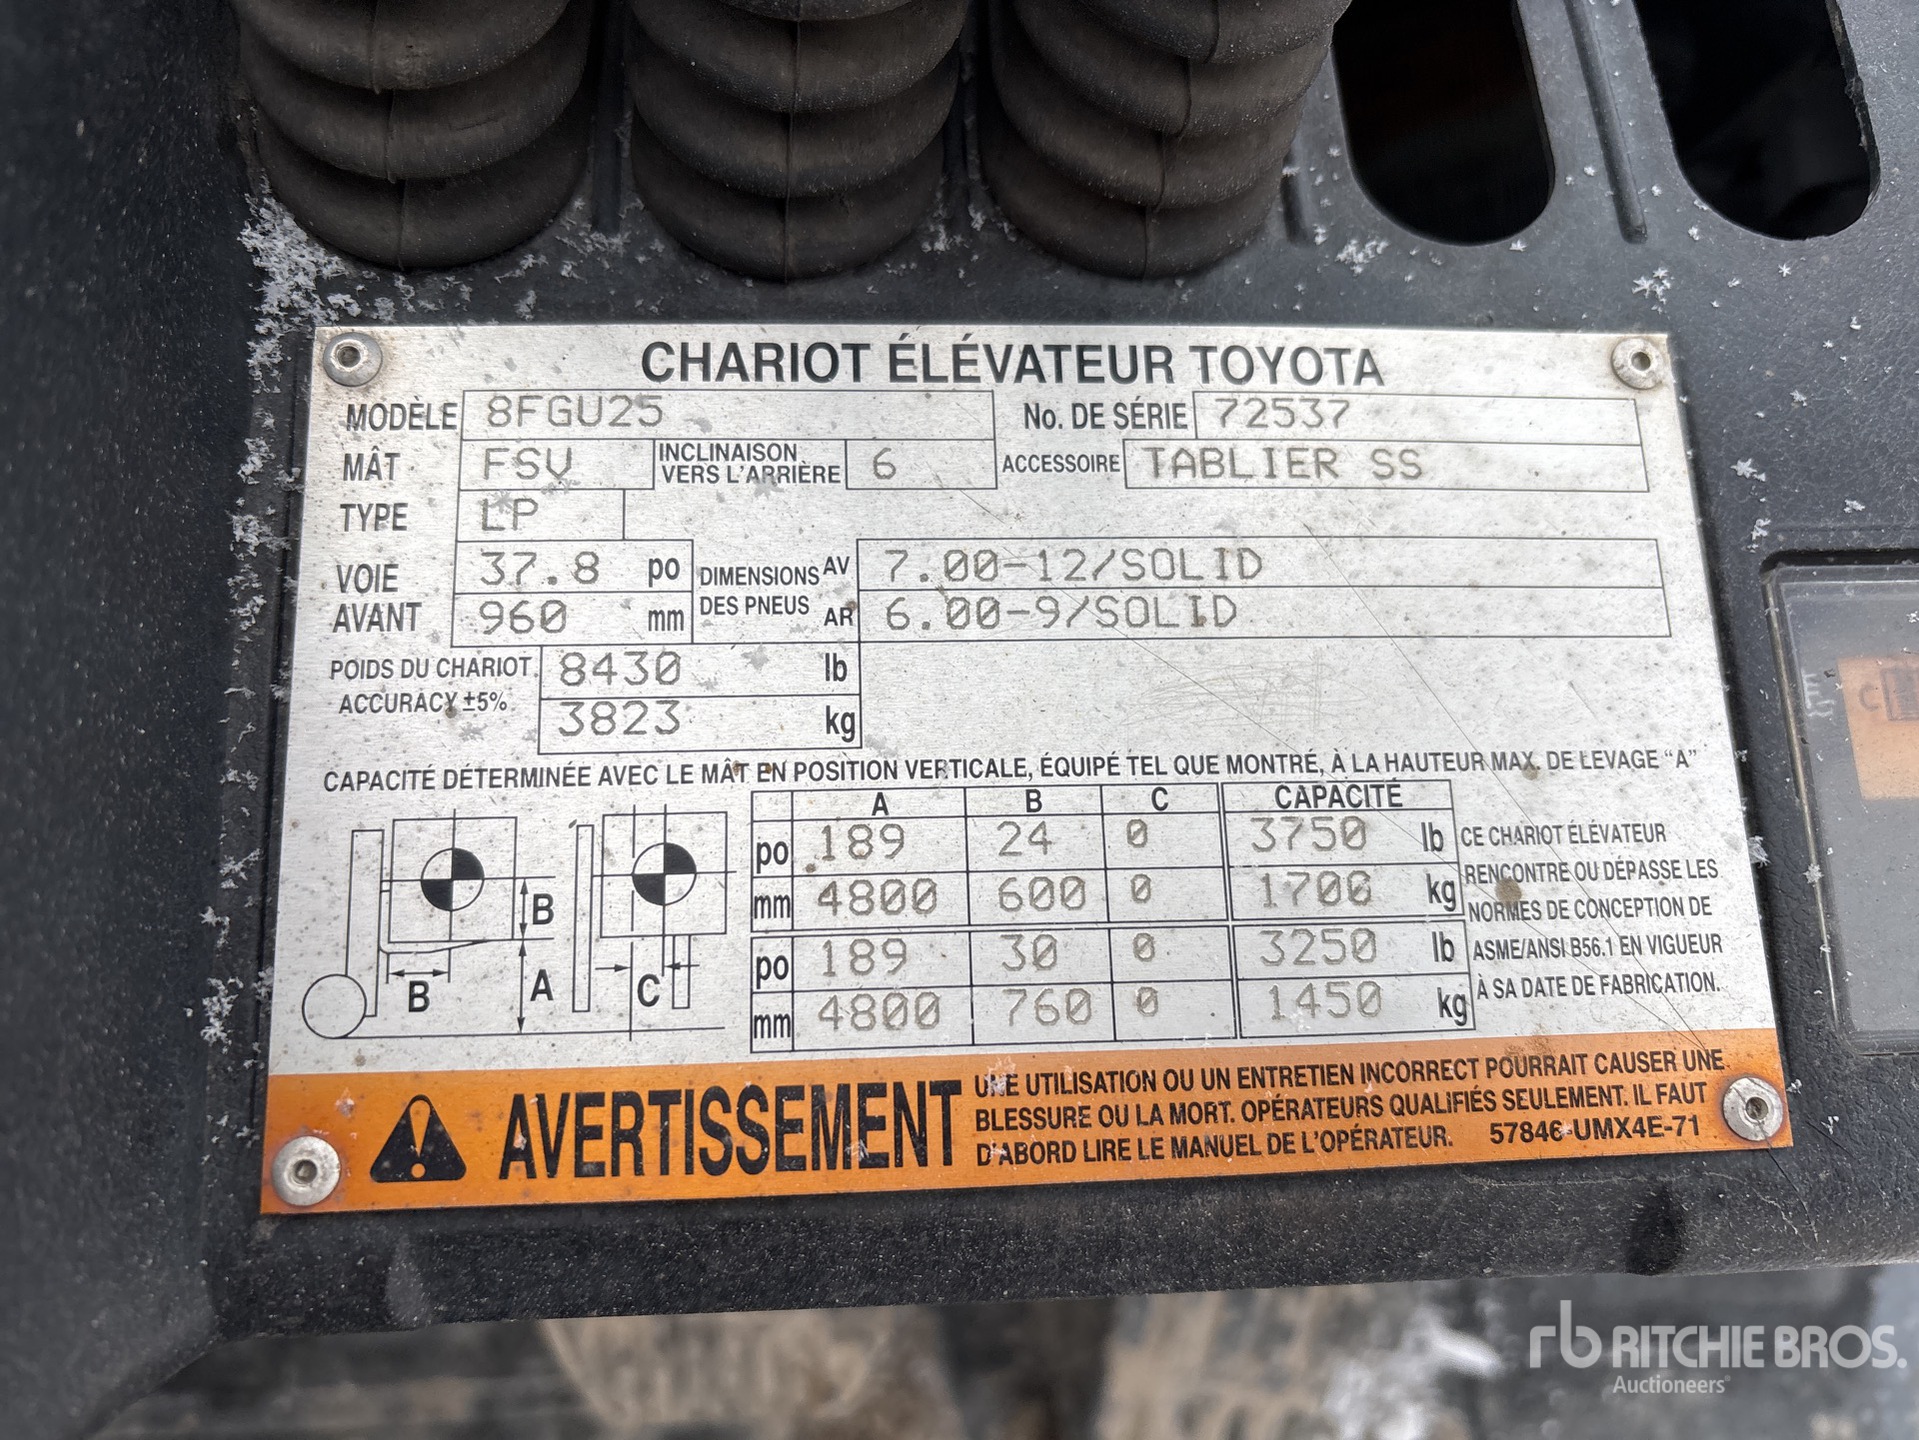 CHARIOT ÉLÉVATEUR TOYOTA
MODÈLE 8FGU25 No. DE SÉRIE 72537
MÂT FSV INCLINAISON VERS L'ARRIÈRE 6 ACCESSOIRE TABLIER SS
TYPE LP
VOIE AVANT 37.8 po DIMENSIONS DES PNEUS AV 7.00-12/SOLID
960 mm AR 6.00-9/SOLID
POIDS DU CHARIOT 8430 lb
ACCURACY ±5% 3823 kg
CAPACITÉ DÉTERMINÉE AVEC LE MÂT EN POSITION VERTICALE, ÉQUIPÉ TEL QUE MONTRÉ, À LA HAUTEUR MAX. DE LEVAGE "A"
A B C CAPACITÉ
po 189 24 0 3750 lb
mm 4800 600 0 1700 kg
po 189 30 0 3250 lb
mm 4800 760 0 1450 kg
B
B A C
CE CHARIOT ÉLÉVATEUR
RENCONTRE OU DÉPASSE LES
NORMES DE CONCEPTION DE
ASME/ANSI B56.1 EN VIGUEUR
À SA DATE DE FABRICATION.
AVERTISSEMENT
UNE UTILISATION OU UN ENTRETIEN INCORRECT POURRAIT CAUSER UNE
BLESSURE OU LA MORT. OPÉRATEURS QUALIFIÉS SEULEMENT. IL FAUT
D'ABORD LIRE LE MANUEL DE L'OPÉRATEUR. 57846-UMX4E-71
C
rb RITCHIE BROS.
Auctioneers